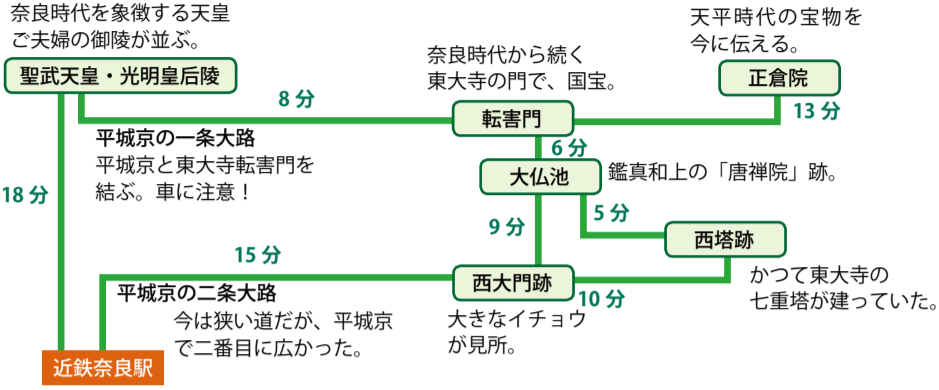 奈良時代を象徴する天皇
ご夫婦の御陵が並ぶ。
聖武天皇・光明皇后陵
天平時代の宝物を
今に伝える。
正倉院
奈良時代から続く
東大寺の門で、国宝。
転害門
8 分
13 分
平城京の一条大路
平城京と東大寺転害門を
結ぶ。車に注意！
6 分
大仏池
鑑真和上の「唐禅院」跡。
18 分
9 分
5 分
西塔跡
かつて東大寺の
七重塔が建っていた。
15 分
平城京の二条大路
今は狭い道だが、平城京
で二番目に広かった。
西大門跡
10 分
大きなイチョウ
が見所。
近鉄奈良駅